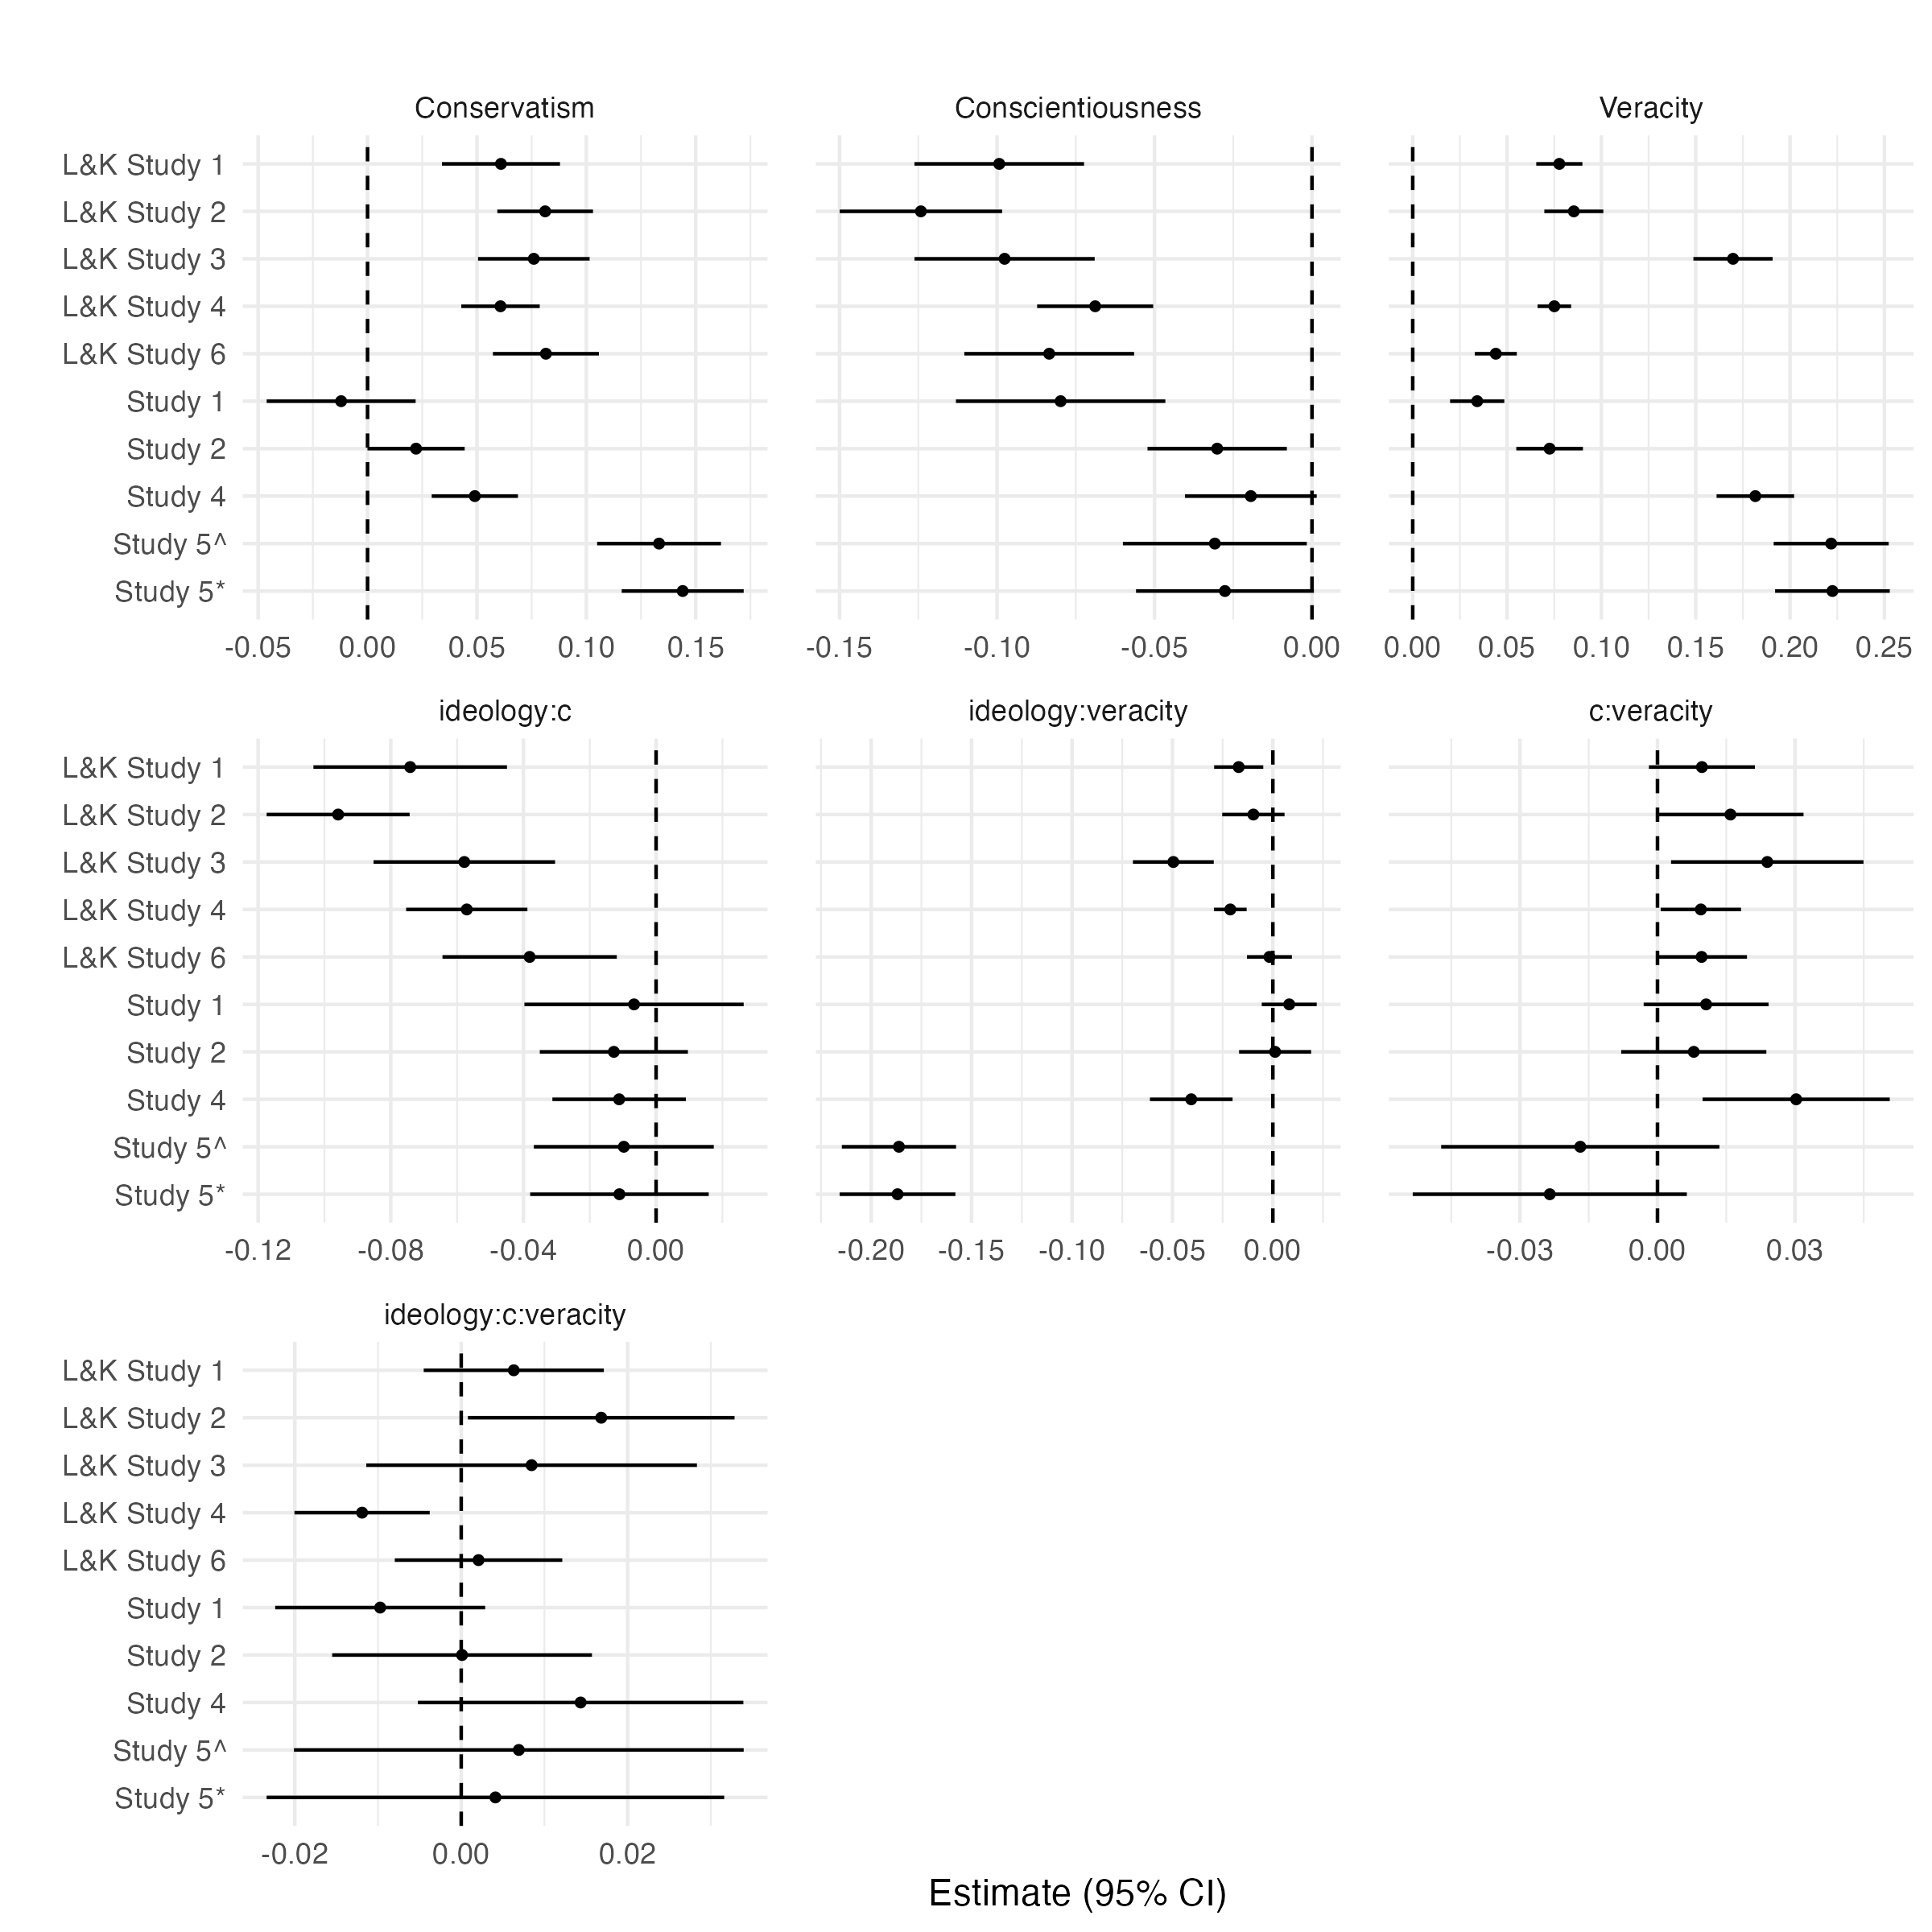 Conservatism
Conscientiousness
Veracity
L&K Study 1
L&K Study 2
L&K Study 3
L&K Study 4
L&K Study 6
Study 1
Study 2
Study 4
Study 5^
Study 5*
-0.05 0.00 0.05 0.10 0.15
-0.15 -0.10 -0.05 0.00
0.00 0.05 0.10 0.15 0.20 0.25
ideology:c
ideology:veracity
c:veracity
L&K Study 1
L&K Study 2
L&K Study 3
L&K Study 4
L&K Study 6
Study 1
Study 2
Study 4
Study 5^
Study 5*
-0.12 -0.08 -0.04 0.00
-0.20 -0.15 -0.10 -0.05 0.00
-0.03 0.00 0.03
ideology:c:veracity
L&K Study 1
L&K Study 2
L&K Study 3
L&K Study 4
L&K Study 6
Study 1
Study 2
Study 4
Study 5^
Study 5*
-0.02 0.00 0.02
Estimate (95% CI)